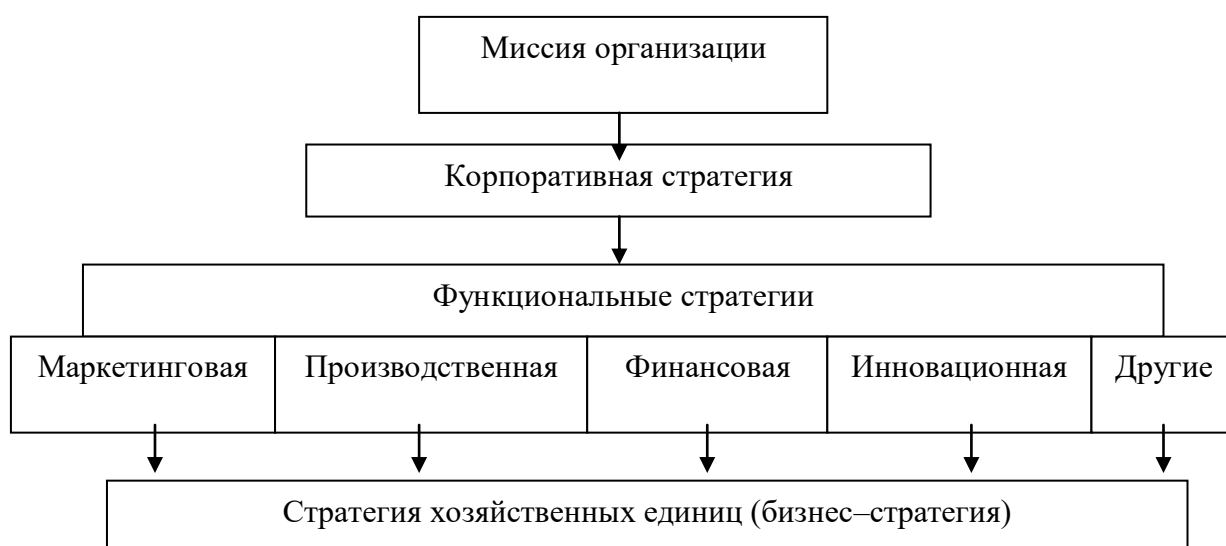 Миссия организации
Корпоративная стратегия
Функциональные стратегии
Маркетинговая
Производственная
Финансовая
Инновационная
Другие
Стратегия хозяйственных единиц (бизнес–стратегия)